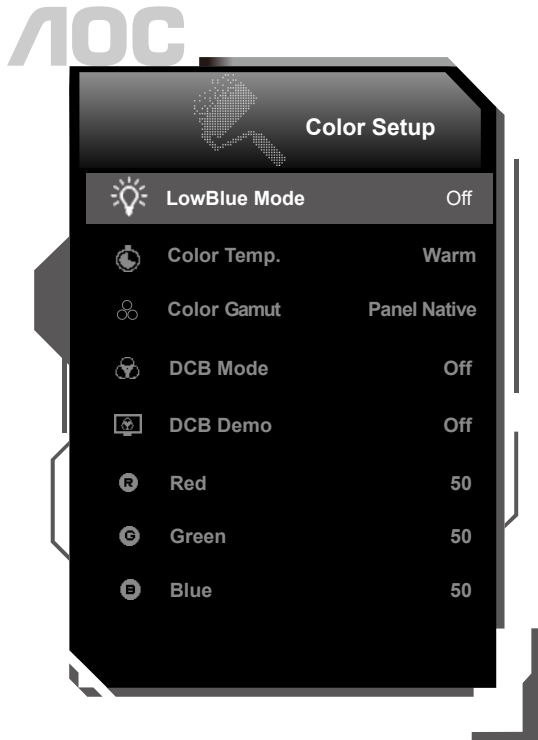 AOC
Color Setup
LowBlue Mode Off
Color Temp. Warm
Color Gamut Panel Native
DCB Mode Off
DCB Demo Off
R Red 50
G Green 50
B Blue 50